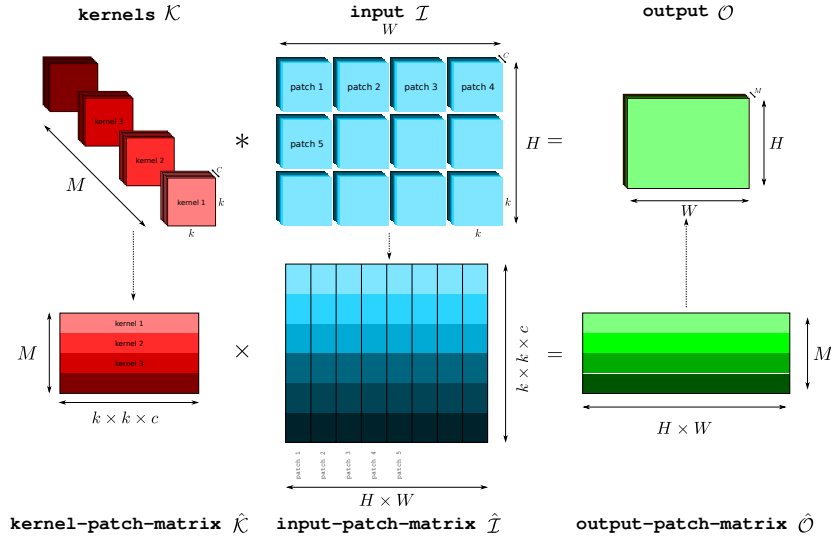 kernels 𝒦
input ℐ
output 𝒪
W
C
M
patch 1
patch 2
patch 3
patch 4
patch 5
kernel 3
kernel 2
kernel 1
C
k
k
M
*
H
=
k
k
H
W
kernel 1
kernel 2
kernel 3
M
k × k × c
×
k × k × c
=
M
patch 1
patch 2
patch 3
patch 4
patch 5
H × W
H × W
kernel-patch-matrix 𝒦̂
input-patch-matrix ℐ̂
output-patch-matrix 𝒪̂